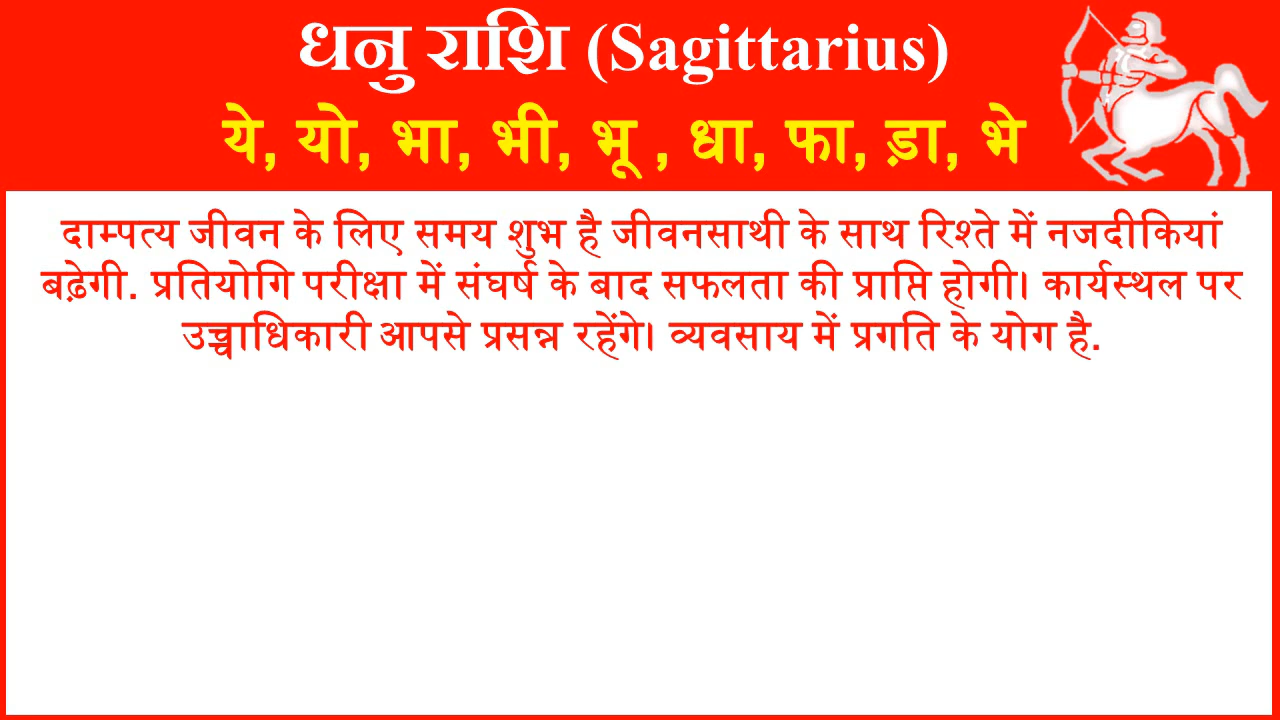 धनु राशि (Sagittarius)
ये, यो, भा, भी, भू , धा, फा, ड़ा, भे
दाम्पत्य जीवन के लिए समय शुभ है जीवनसाथी के साथ रिश्ते में नजदीकियां
बढ़ेगी. प्रतियोगि परीक्षा में संघर्ष के बाद सफलता की प्राप्ति होगी। कार्यस्थल पर
उच्चाधिकारी आपसे प्रसन्न रहेंगे। व्यवसाय में प्रगति के योग है.